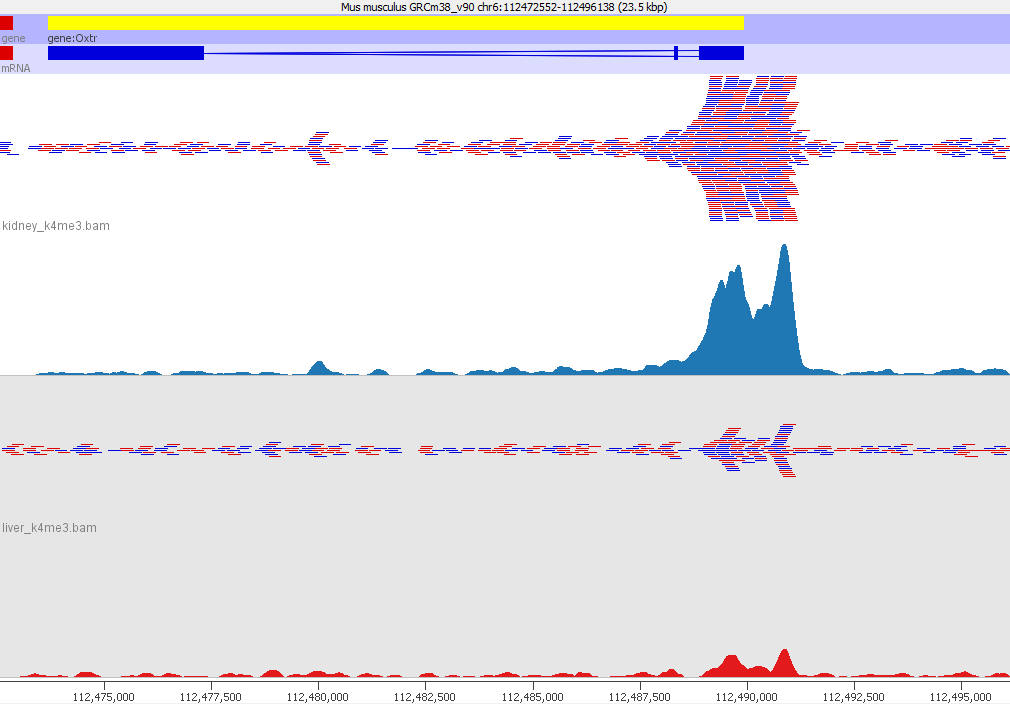 Mus musculus GRCm38_v90 chr6:112472552-112496138 (23.5 kbp)
gene
gene:Oxtr
mRNA
kidney_k4me3.bam
liver_k4me3.bam
112,475,000 112,477,500 112,480,000 112,482,500 112,485,000 112,487,500 112,490,000 112,492,500 112,495,000